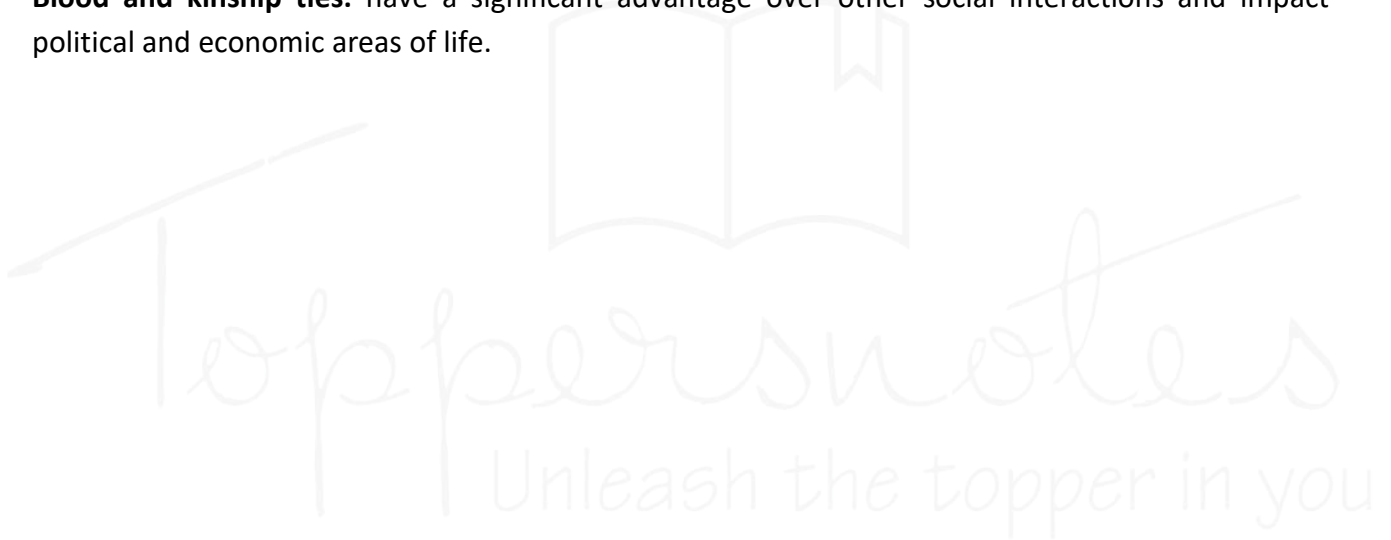 Blood and kinship ties: have a significant advantage over other social interactions and impact
political and economic areas of life.
Toppersnotes
Unleash the topper in you